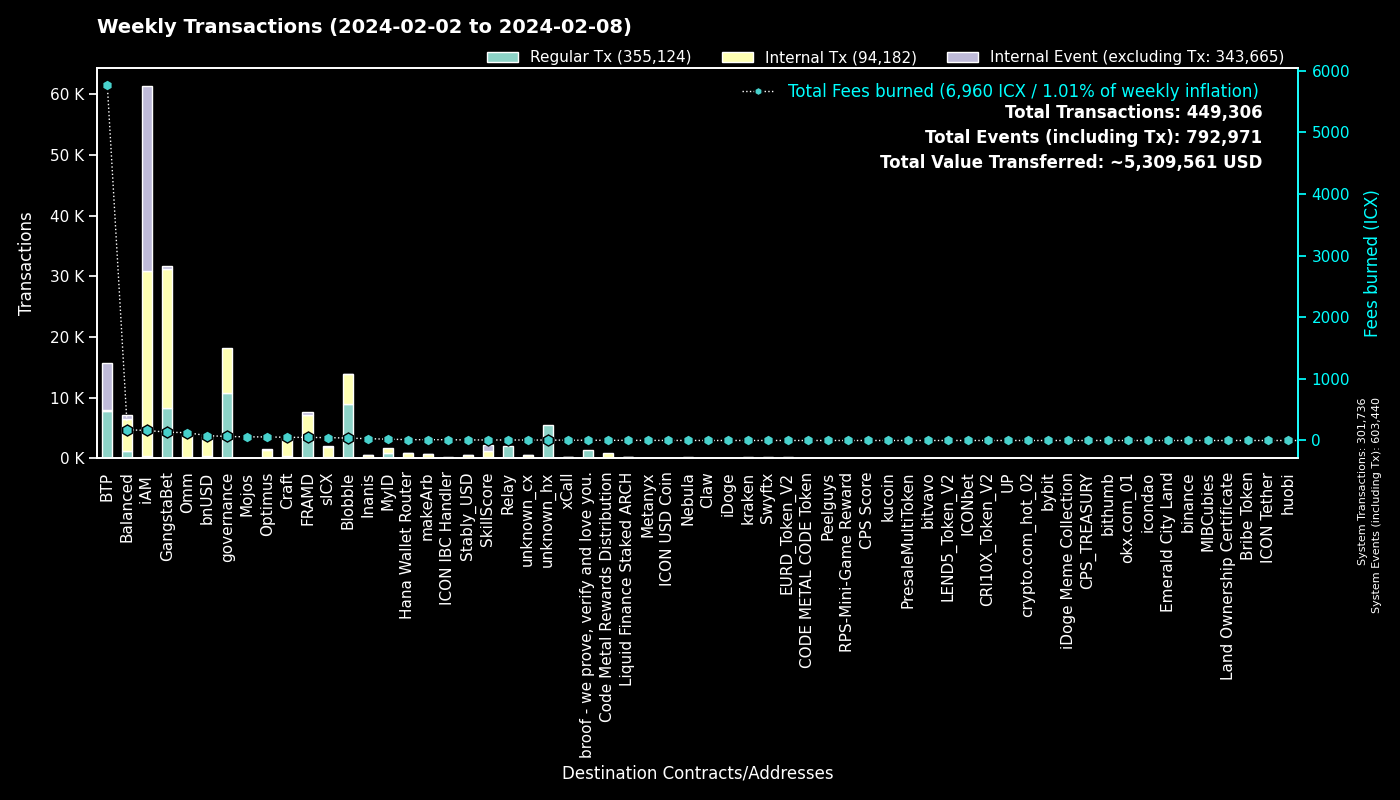 Weekly Transactions (2024-02-02 to 2024-02-08)
Regular Tx (355,124)
Internal Tx (94,182)
Internal Event (excluding Tx: 343,665)
Total Fees burned (6,960 ICX / 1.01% of weekly inflation)
Total Transactions: 449,306
Total Events (including Tx): 792,971
Total Value Transferred: ~5,309,561 USD
Transactions
60 K
50 K
40 K
30 K
20 K
10 K
0 K
6000
5000
4000
3000
2000
1000
0
Fees burned (ICX)
System Transactions: 301,736
System Events (including Tx): 603,440
BTP
Balanced
iAM
GangstaBet
Omm
bnUSD
governance
Mojos
Optimus
Craft
FRAMD
sICX
Blobble
Inanis
MyID
Hana Wallet Router
makeArb
ICON IBC Handler
Stably_USD
SkillScore
Relay
unknown_cx
unknown_hx
xCall
broof - we prove, verify and love you.
Code Metal Rewards Distribution
Liquid Finance Staked ARCH
Metanyx
ICON USD Coin
Nebula
Claw
iDoge
kraken
Swyftx
EURD_Token_V2
CODE METAL CODE Token
Peelguys
RPS-Mini-Game Reward
CPS Score
kucoin
PresaleMultiToken
bitvavo
LEND5_Token_V2
ICONbet
CRI10X_Token_V2
UP
crypto.com_hot_02
bybit
iDoge Meme Collection
CPS_TREASURY
bithumb
okx.com_01
icondao
Emerald City Land
binance
MIBCubies
Land Ownership Certificate
Bribe Token
ICON Tether
huobi
Destination Contracts/Addresses